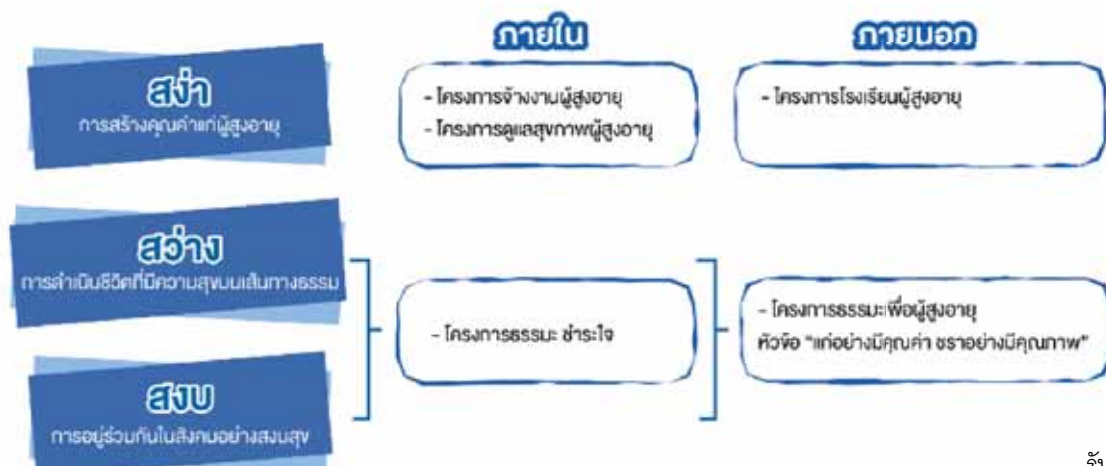 ภายใน
ภายนอก
สง่า
การสร้างคุณค่าแก่ผู้สูงอายุ
- โครงการจ้างงานผู้สูงอายุ
- โครงการดูแลสุขภาพผู้สูงอายุ
- โครงการโรงเรียนผู้สูงอายุ
สว่าง
การดำเนินชีวิตที่มีความสุขบนเส้นทางธรรม
สงบ
การอยู่ร่วมกันในสังคมอย่างสงบสุข
- โครงการธรรมะ ชำระใจ
- โครงการธรรมะเพื่อผู้สูงอายุ
หัวข้อ "แก่อย่างมีคุณค่า ชราอย่างมีคุณภาพ"